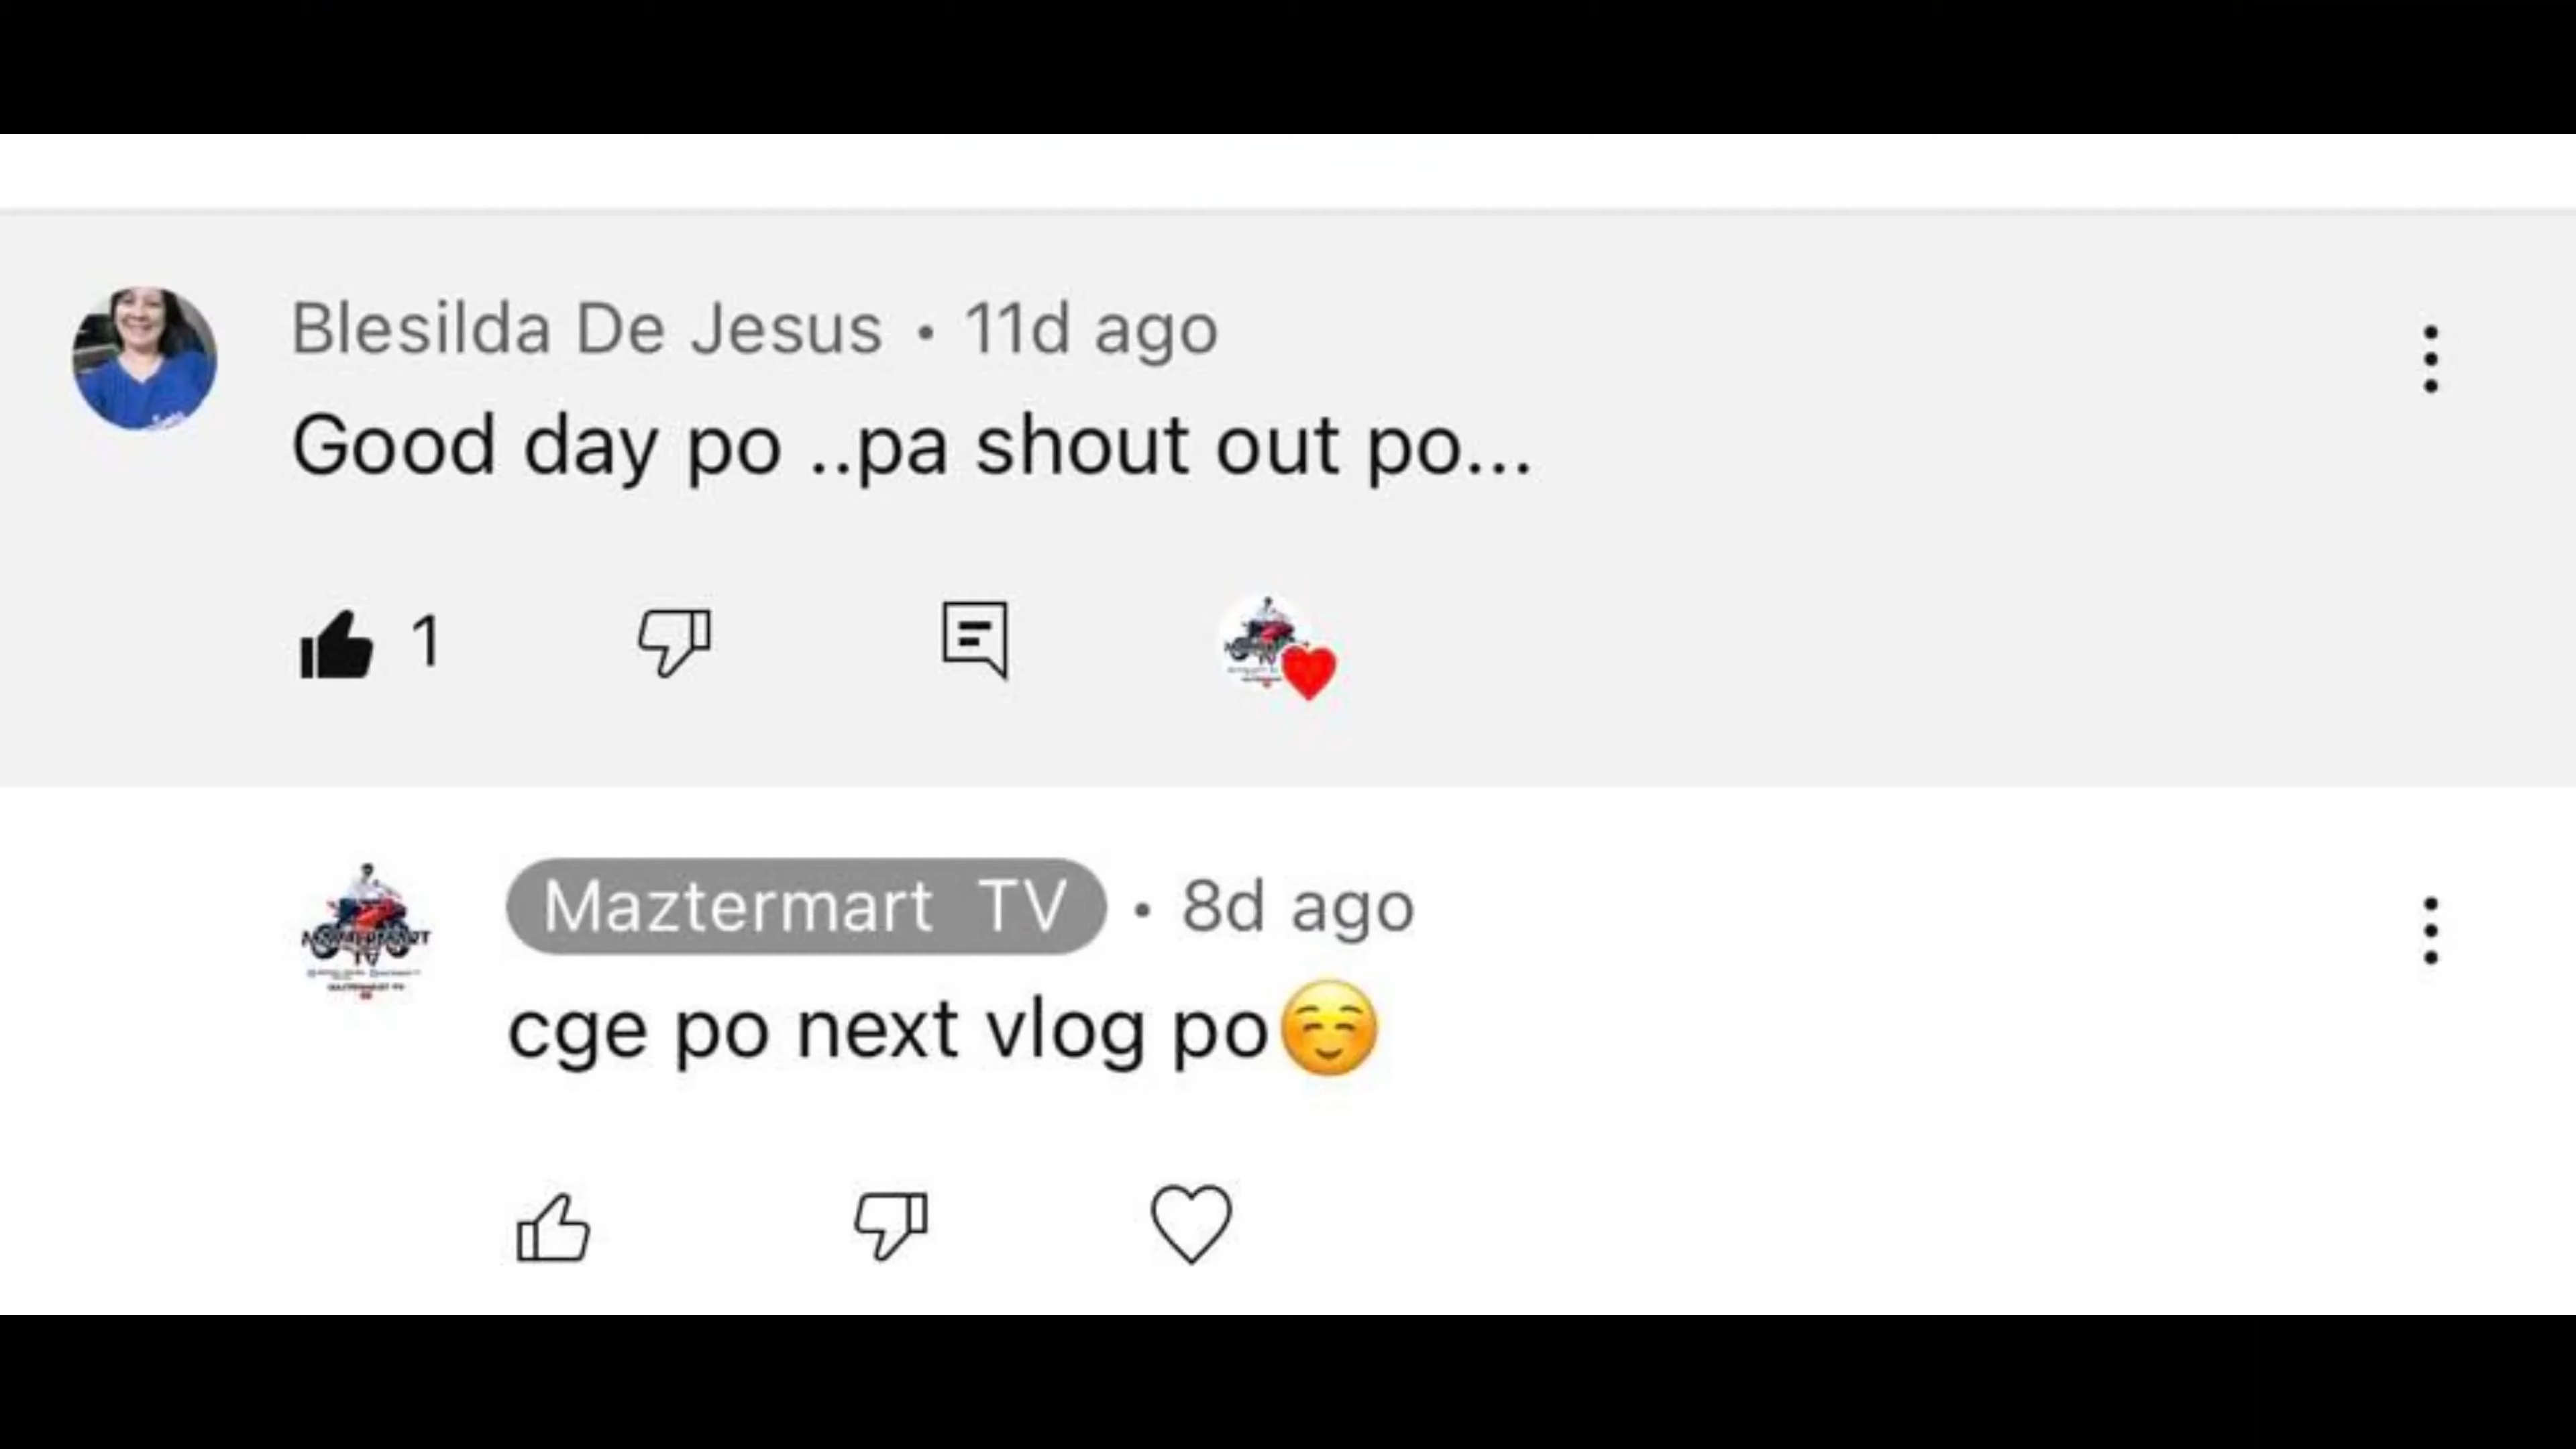 Blesilda De Jesus • 11d ago
Good day po ..pa shout out po...
1
Maztermart TV • 8d ago
cge po next vlog po☺️